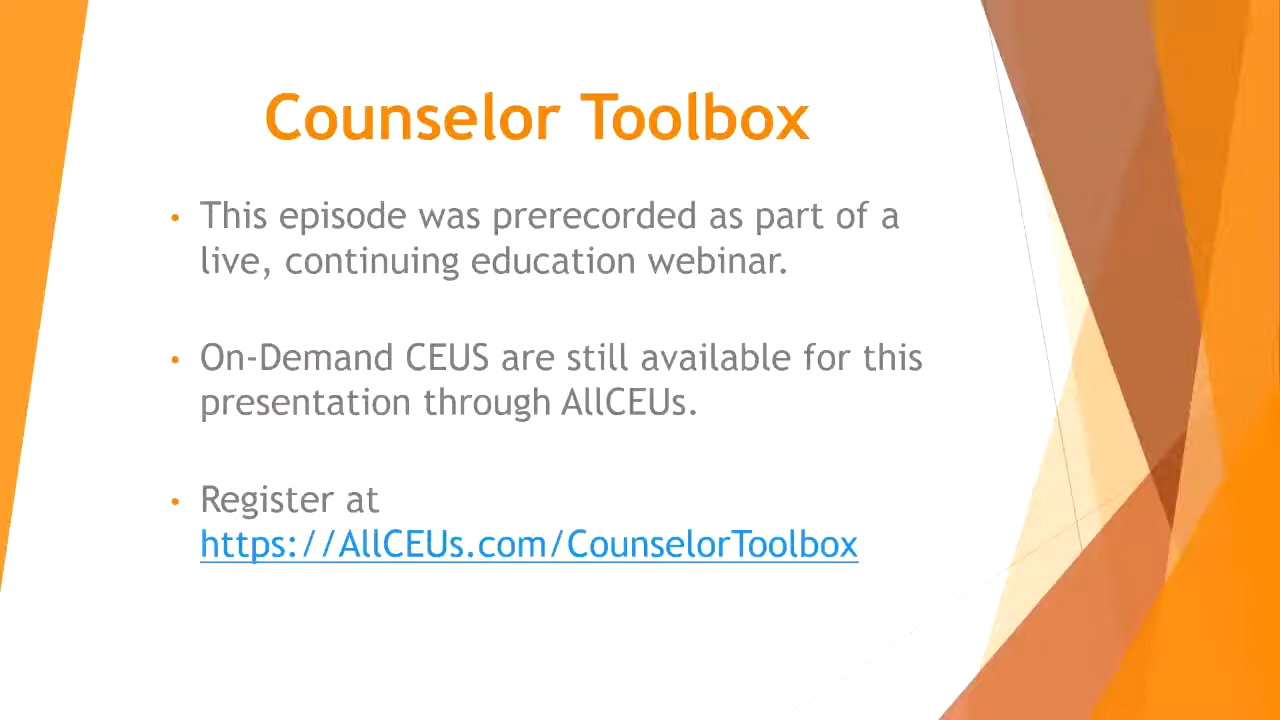 Counselor Toolbox
• This episode was prerecorded as part of a
live, continuing education webinar.
• On-Demand CEUS are still available for this
presentation through AllCEUs.
• Register at
https://AllCEUs.com/CounselorToolbox